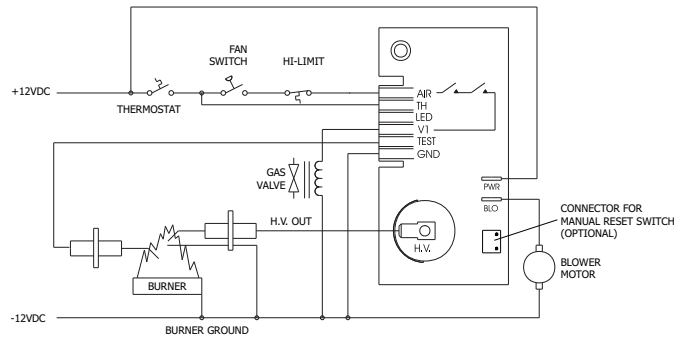 FAN
SWITCH
HI-LIMIT
+12VDC
THERMOSTAT
AIR
TH
LED
V1
TEST
GND
GAS
VALVE
PWR
BLO
H.V. OUT
H.V.
CONNECTOR FOR
MANUAL RESET SWITCH
(OPTIONAL)
BLOWER
MOTOR
BURNER
-12VDC
BURNER GROUND